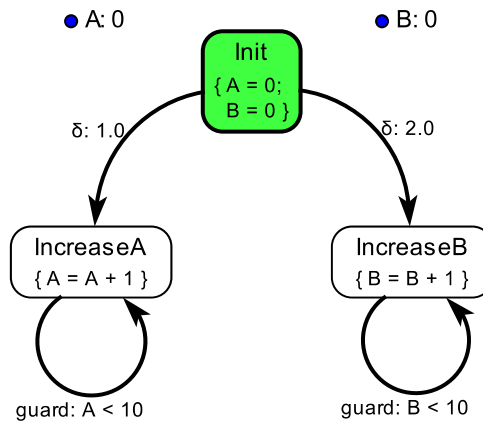 A: 0
B: 0
Init
{ A = 0;
B = 0 }
δ: 1.0
δ: 2.0
IncreaseA
{ A = A + 1 }
IncreaseB
{ B = B + 1 }
guard: A < 10
guard: B < 10